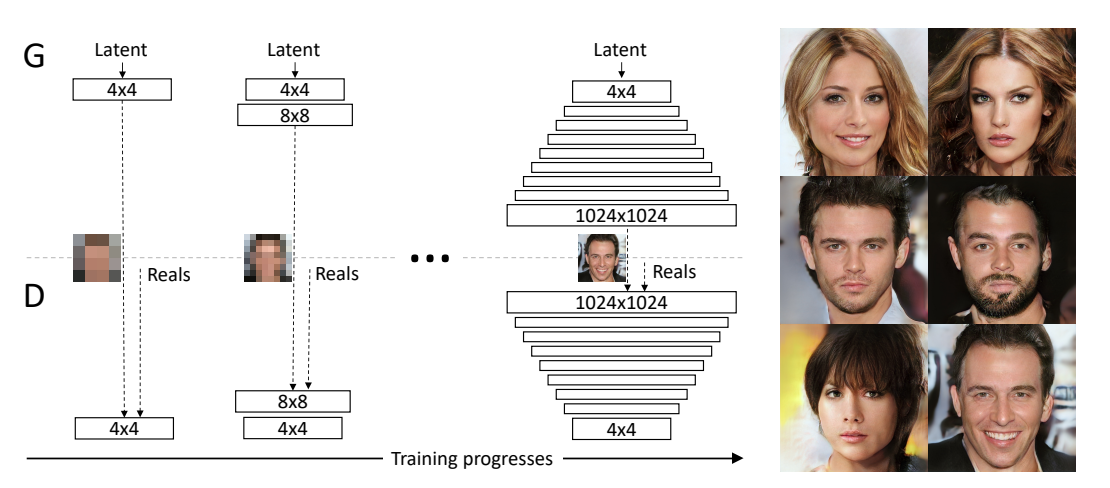 G
Latent
Latent
Latent
4x4
4x4
4x4
8x8
1024x1024
Reals
Reals
Reals
D
1024x1024
8x8
4x4
4x4
4x4
Training progresses